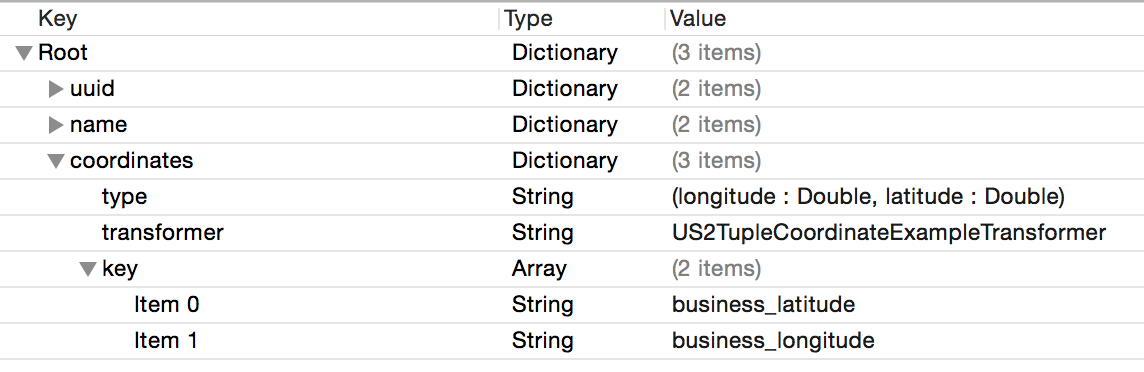 Key Type Value
Root Dictionary (3 items)
uuid Dictionary (2 items)
name Dictionary (2 items)
coordinates Dictionary (3 items)
type String (longitude : Double, latitude : Double)
transformer String US2TupleCoordinateExampleTransformer
key Array (2 items)
Item 0 String business_latitude
Item 1 String business_longitude